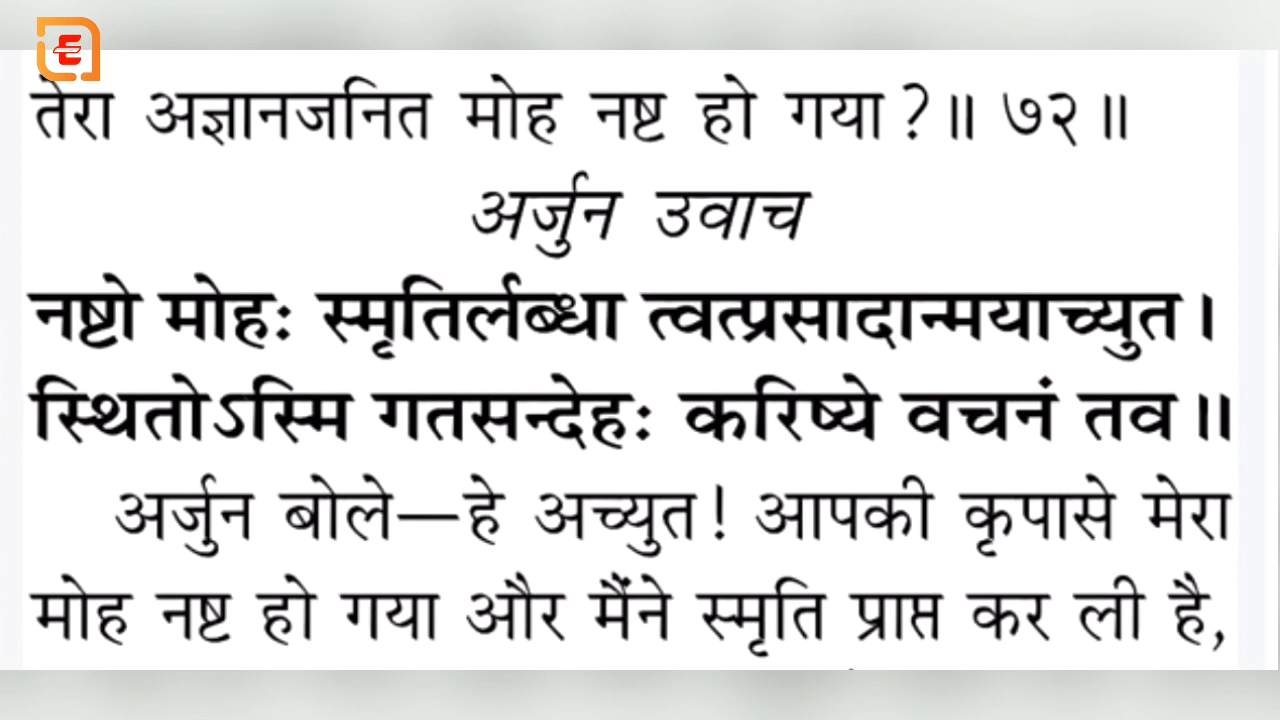 तेरा अज्ञानजनित मोह नष्ट हो गया?॥ ७२॥
अर्जुन उवाच
नष्टो मोहः स्मृतिर्लब्धा त्वत्प्रसादान्मयाच्युत।
स्थितोऽस्मि गतसन्देहः करिष्ये वचनं तव॥
अर्जुन बोले—हे अच्युत! आपकी कृपासे मेरा
मोह नष्ट हो गया और मैंने स्मृति प्राप्त कर ली है,